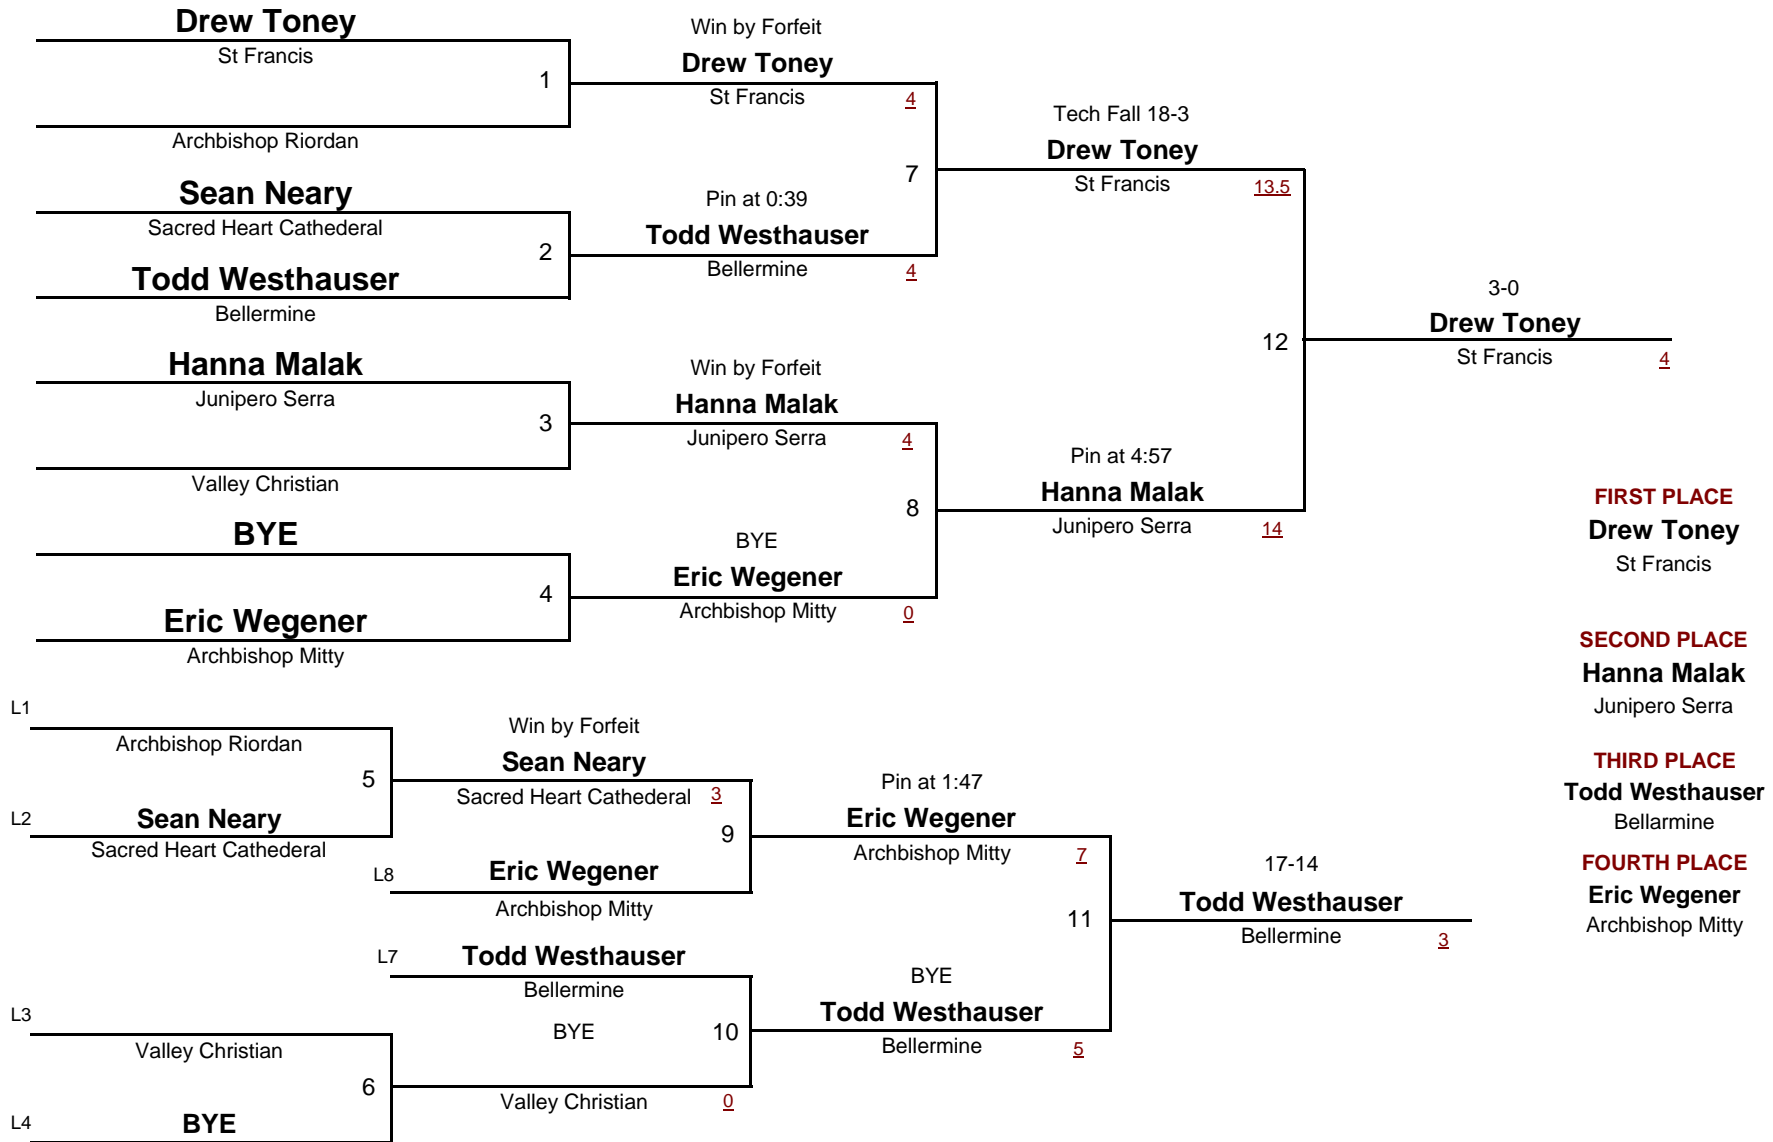 Drew Toney
St Francis
1
Archbishop Riordan
Sean Neary
Sacred Heart Cathederal
2
Todd Westhauser
Bellermine
Hanna Malak
Junipero Serra
3
Valley Christian
BYE
4
Eric Wegener
Archbishop Mitty
Win by Forfeit
Drew Toney
St Francis 4
7
Pin at 0:39
Todd Westhauser
Bellermine 4
Win by Forfeit
Hanna Malak
Junipero Serra 4
8
BYE
Eric Wegener
Archbishop Mitty 0
Tech Fall 18-3
Drew Toney
St Francis 13.5
12
Pin at 4:57
Hanna Malak
Junipero Serra 14
3-0
Drew Toney
St Francis 4
FIRST PLACE
Drew Toney
St Francis
SECOND PLACE
Hanna Malak
Junipero Serra
THIRD PLACE
Todd Westhauser
Bellarmine
FOURTH PLACE
Eric Wegener
Archbishop Mitty
L1
Archbishop Riordan
5
L2 Sean Neary
Sacred Heart Cathederal
L3
Valley Christian
6
L4 BYE
Win by Forfeit
Sean Neary
Sacred Heart Cathederal 3
9
L8 Eric Wegener
Archbishop Mitty
L7 Todd Westhauser
Bellermine
BYE 10
Valley Christian 0
Pin at 1:47
Eric Wegener
Archbishop Mitty 7
11
BYE
Todd Westhauser
Bellermine 5
17-14
Todd Westhauser
Bellermine 3